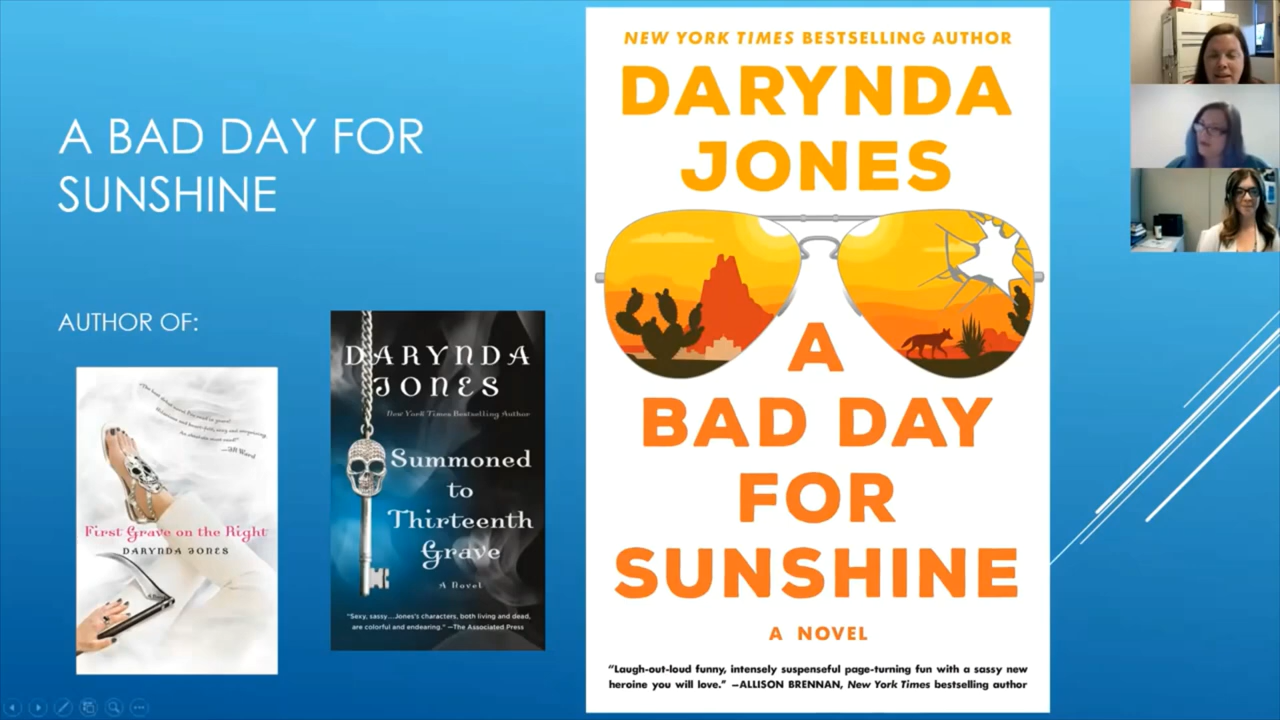 A BAD DAY FOR
SUNSHINE
AUTHOR OF:
—JR Ward
First Grave on the Right
DARYNDA JONES
DARYNDA
JONES
New York Times Bestselling Author
Summoned
to
Thirteenth
Grave
A Novel
"Sexy, sassy...Jones's characters, both living and dead,
are colorful and endearing." —The Associated Press
NEW YORK TIMES BESTSELLING AUTHOR
DARYNDA
JONES
A
BAD DAY
FOR
SUNSHINE
A NOVEL
"Laugh-out-loud funny, intensely suspenseful page-turning fun with a sassy new
heroine you will love." —ALLISON BRENNAN, New York Times bestselling author